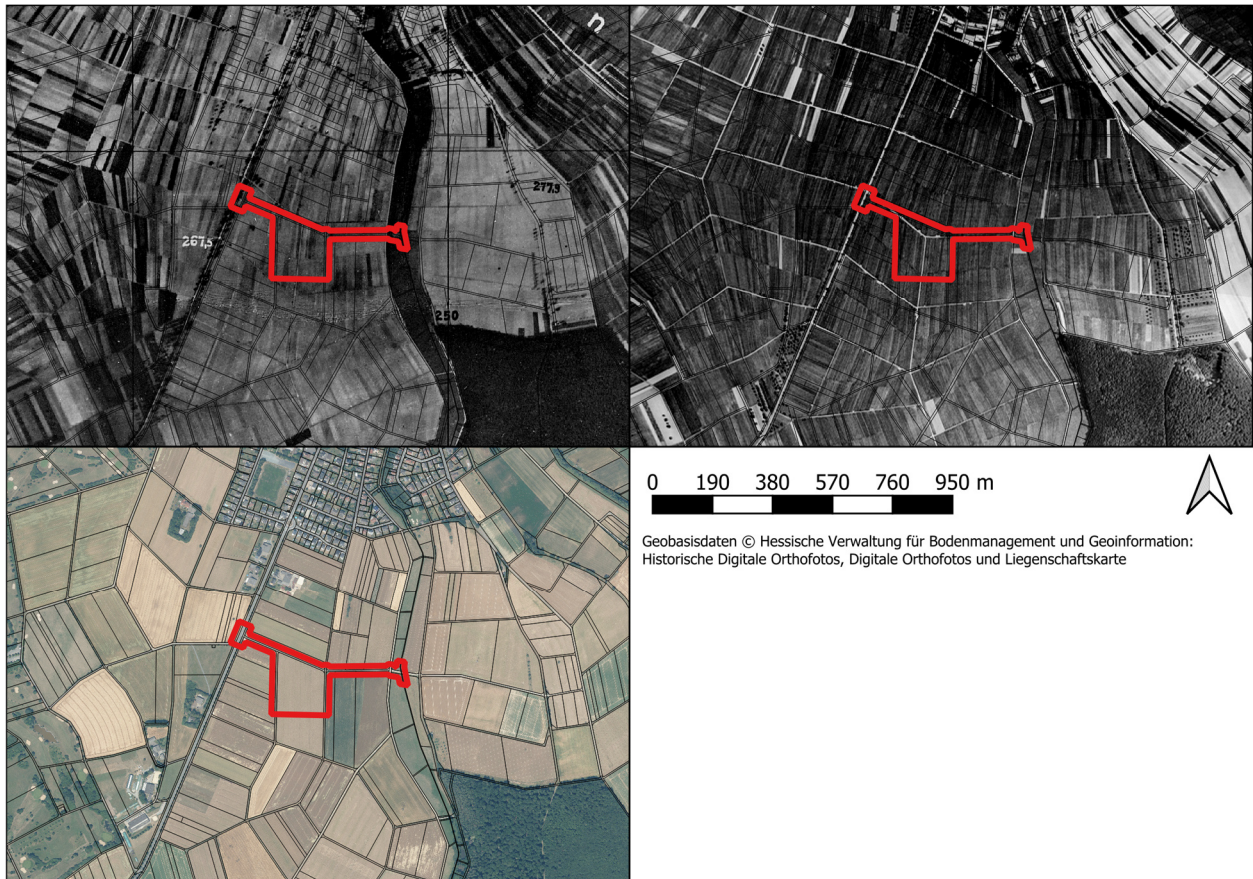 n
277,9
267,5
250
0 190 380 570 760 950 m
Geobasisdaten © Hessische Verwaltung für Bodenmanagement und Geoinformation:
Historische Digitale Orthofotos, Digitale Orthofotos und Liegenschaftskarte